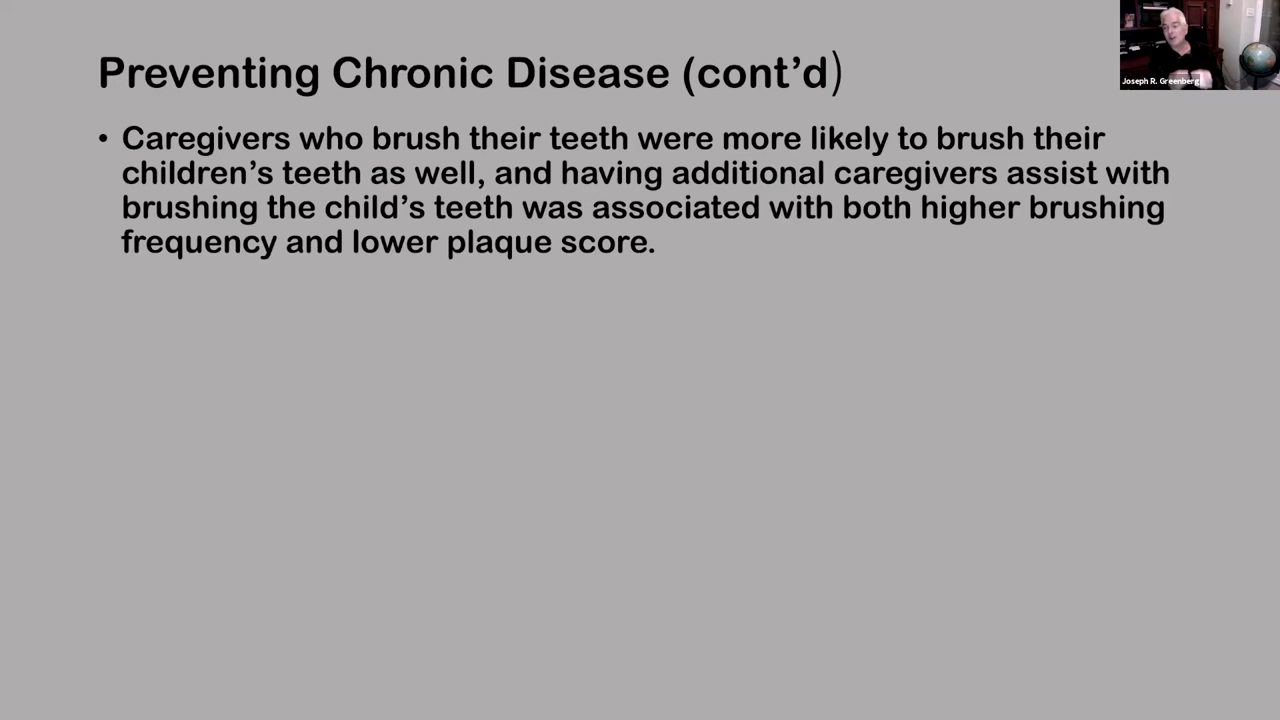 Preventing Chronic Disease (cont’d)
• Caregivers who brush their teeth were more likely to brush their
children’s teeth as well, and having additional caregivers assist with
brushing the child’s teeth was associated with both higher brushing
frequency and lower plaque score.
Joseph R. Greenberg